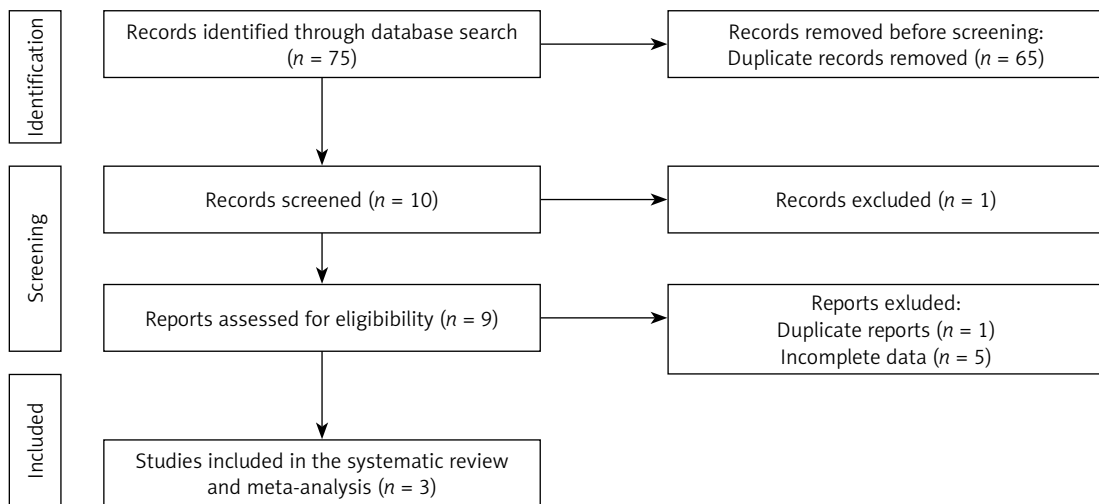 Identification
Records identified through database search
(n = 75)
Records removed before screening:
Duplicate records removed (n = 65)
Screening
Records screened (n = 10)
Records excluded (n = 1)
Reports assessed for eligibibility (n = 9)
Reports exluded:
Duplicate reports (n = 1)
Incomplete data (n = 5)
Included
Studies included in the systematic review
and meta-analysis (n = 3)